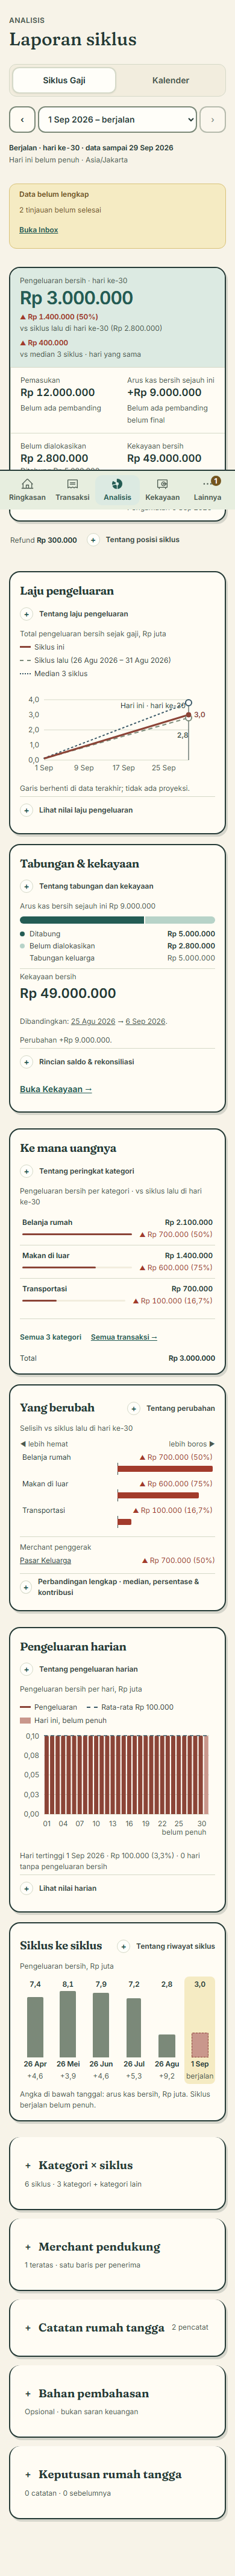 ANALISIS
Laporan siklus
Siklus Gaji
Kalender
‹
1 Sep 2026 – berjalan
›
Berjalan · hari ke-30 · data sampai 29 Sep 2026
Hari ini belum penuh · Asia/Jakarta
Data belum lengkap
2 tinjauan belum selesai
Buka Inbox
Pengeluaran bersih · hari ke-30
Rp 3.000.000
▲ Rp 1.400.000 (50%)
vs siklus lalu di hari ke-30 (Rp 2.800.000)
▲ Rp 400.000
vs median 3 siklus · hari yang sama
Pemasukan
Rp 12.000.000
Belum ada pembanding
Arus kas bersih sejauh ini
+Rp 9.000.000
Belum ada pembanding
belum final
Belum dialokasikan
Rp 2.800.000
Kekayaan bersih
Rp 49.000.000
Ringkasan
Transaksi
Analisis
Kekayaan
Lainnya
1
Refund Rp 300.000
+ Tentang posisi siklus
Laju pengeluaran
+ Tentang laju pengeluaran
Total pengeluaran bersih sejak gaji, Rp juta
Siklus ini
Siklus lalu (26 Agu 2026 – 31 Agu 2026)
Median 3 siklus
4,0
3,0
2,0
1,0
0,0
Hari ini · hari ke-30
3,0
2,8
1 Sep
9 Sep
17 Sep
25 Sep
Garis berhenti di data terakhir; tidak ada proyeksi.
+ Lihat nilai laju pengeluaran
Tabungan & kekayaan
+ Tentang tabungan dan kekayaan
Arus kas bersih sejauh ini Rp 9.000.000
Ditabung Rp 5.000.000
Belum dialokasikan Rp 2.800.000
Tabungan keluarga Rp 5.000.000
Kekayaan bersih
Rp 49.000.000
Dibandingkan: 25 Agu 2026 → 6 Sep 2026.
Perubahan +Rp 9.000.000.
+ Rincian saldo & rekonsiliasi
Buka Kekayaan →
Ke mana uangnya
+ Tentang peringkat kategori
Pengeluaran bersih per kategori · vs siklus lalu di hari
ke-30
Belanja rumah Rp 2.100.000
▲ Rp 700.000 (50%)
Makan di luar Rp 1.400.000
▲ Rp 600.000 (75%)
Transportasi Rp 700.000
▲ Rp 100.000 (16,7%)
Semua 3 kategori
Semua transaksi →
Total Rp 3.000.000
Yang berubah
+ Tentang perubahan
Selisih vs siklus lalu di hari ke-30
◀ lebih hemat
lebih boros ▶
Belanja rumah ▲ Rp 700.000 (50%)
Makan di luar ▲ Rp 600.000 (75%)
Transportasi ▲ Rp 100.000 (16,7%)
Merchant penggerak
Pasar Keluarga ▲ Rp 700.000 (50%)
+ Perbandingan lengkap · median, persentase &
kontribusi
Pengeluaran harian
+ Tentang pengeluaran harian
Pengeluaran bersih per hari, Rp juta
Pengeluaran
Rata-rata Rp 100.000
Hari ini, belum penuh
0,10
0,08
0,05
0,03
0,00
01 04 07 10 13 16 19 22 25 30
belum penuh
Hari tertinggi 1 Sep 2026 · Rp 100.000 (3,3%) · 0 hari
tanpa pengeluaran bersih
+ Lihat nilai harian
Siklus ke siklus
+ Tentang riwayat siklus
Pengeluaran bersih, Rp juta
7,4 8,1 7,9 7,2 2,8 3,0
26 Apr 26 Mei 26 Jun 26 Jul 26 Agu 1 Sep
+4,6 +3,9 +4,6 +5,3 +9,2 berjalan
Angka di bawah tanggal: arus kas bersih, Rp juta. Siklus
berjalan belum penuh.
+ Kategori × siklus
6 siklus · 3 kategori + kategori lain
+ Merchant pendukung
1 teratas · satu baris per penerima
+ Catatan rumah tangga 2 pencatat
+ Bahan pembahasan
Opsional · bukan saran keuangan
+ Keputusan rumah tangga
0 catatan · 0 sebelumnya